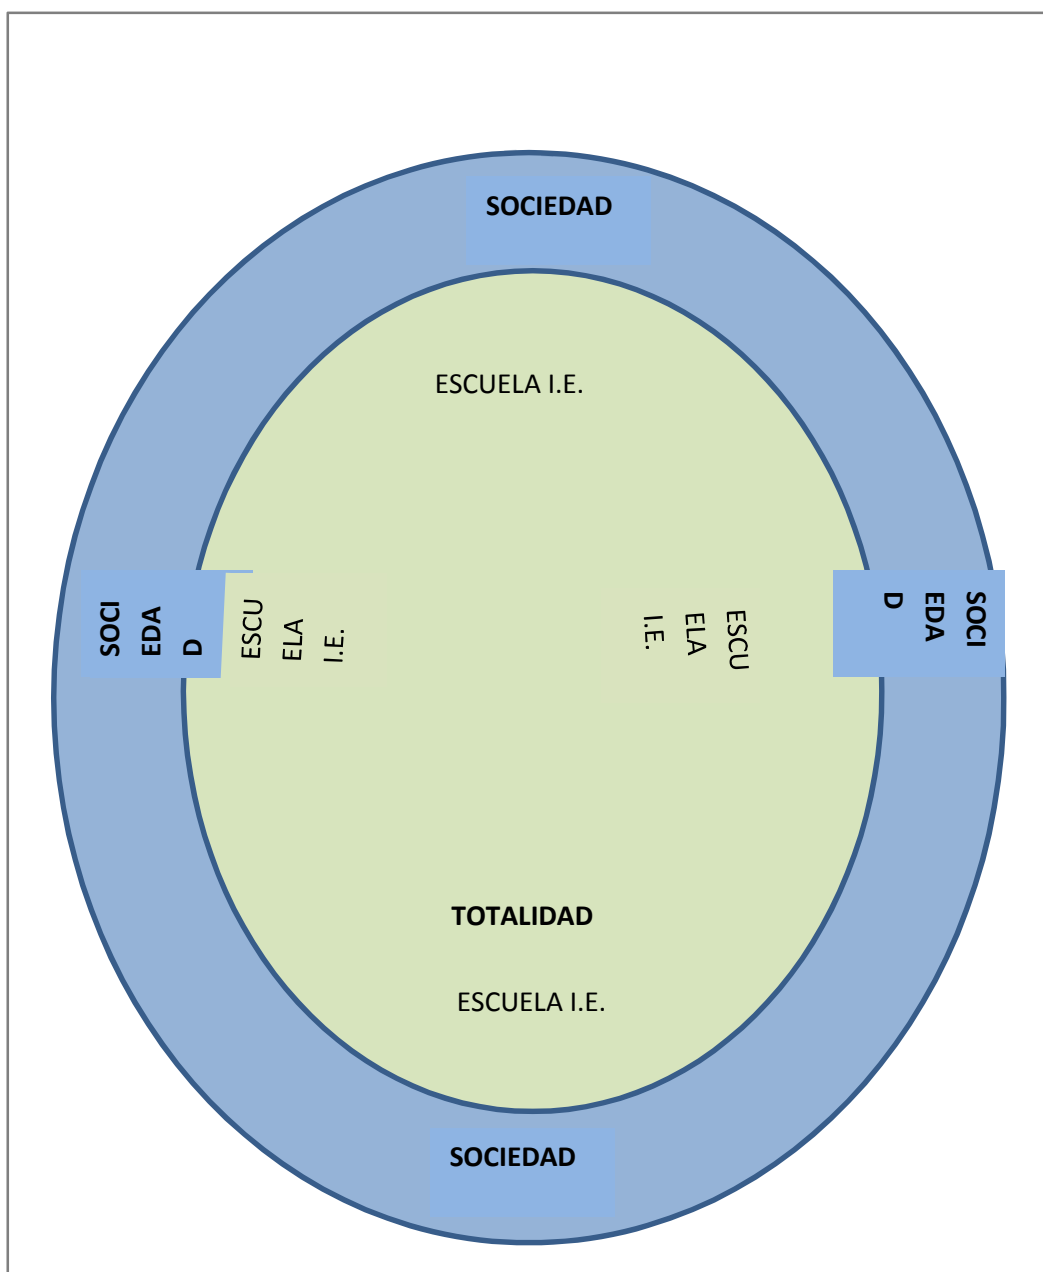 SOCIEDAD
ESCUELA I.E.
SOCI
EDA
D
ESCU
ELA
I.E.
ESCU
ELA
I.E.
SOCI
EDA
D
TOTALIDAD
ESCUELA I.E.
SOCIEDAD